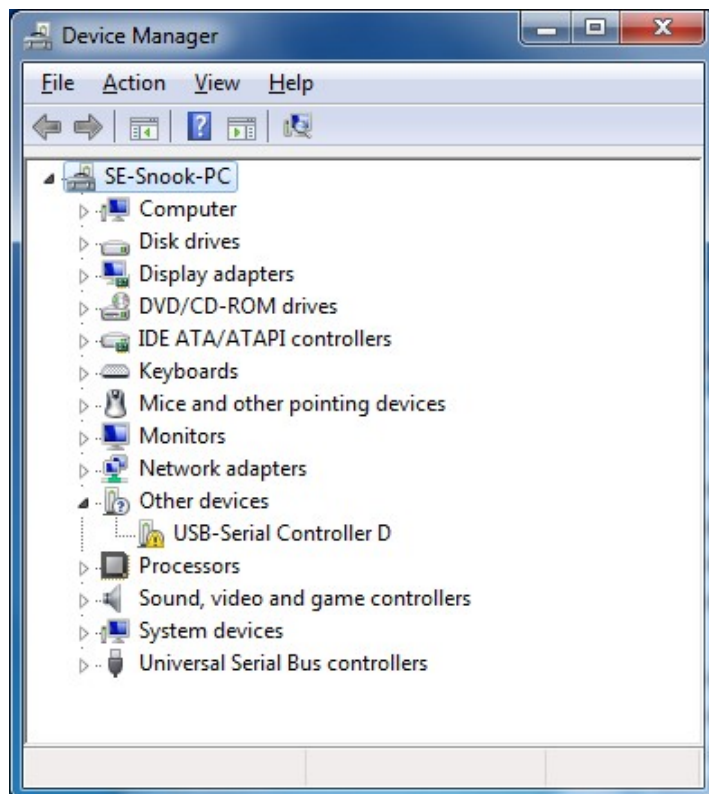 Device Manager
File Action View Help
SE-Snook-PC
Computer
Disk drives
Display adapters
DVD/CD-ROM drives
IDE ATA/ATAPI controllers
Keyboards
Mice and other pointing devices
Monitors
Network adapters
Other devices
USB-Serial Controller D
Processors
Sound, video and game controllers
System devices
Universal Serial Bus controllers